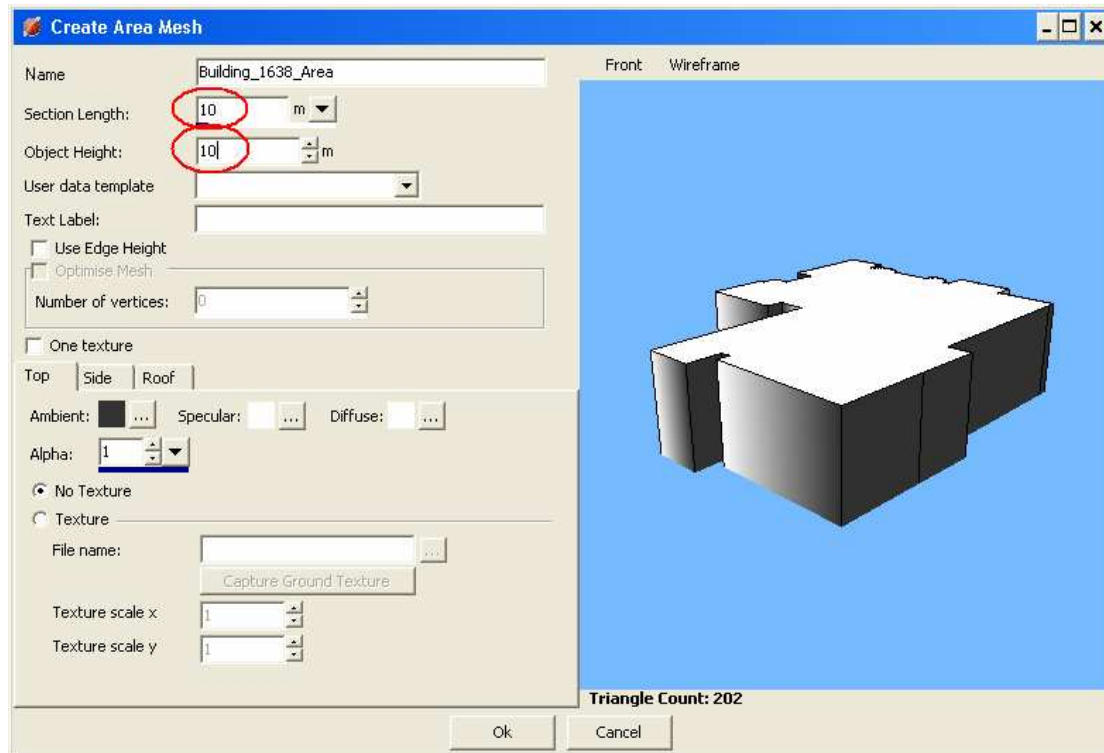 Create Area Mesh
Name Building_1638_Area
Front Wireframe
Section Length: 10 m
Object Height: 10 m
User data template
Text Label:
Use Edge Height
Optimise Mesh
Number of vertices: 0
One texture
Top Side Roof
Ambient: ... Specular: ... Diffuse: ...
Alpha: 1
No Texture
Texture
File name: ...
Capture Ground Texture
Texture scale x 1
Texture scale y 1
Triangle Count: 202
Ok Cancel